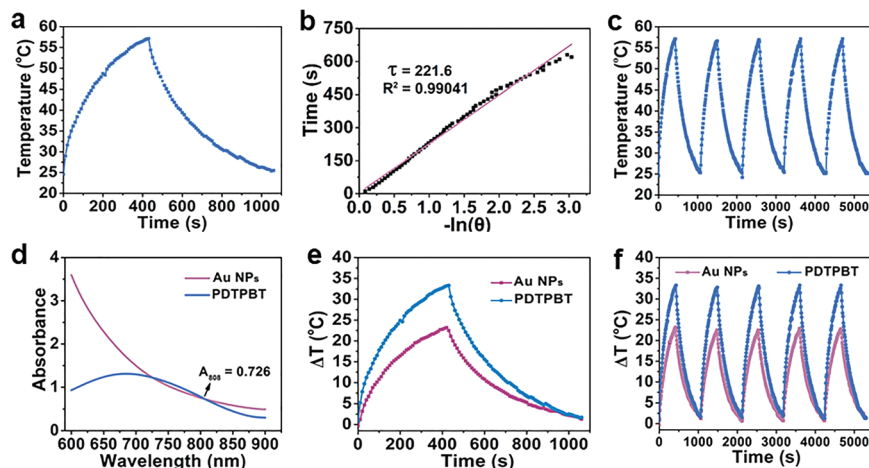 a
60
55
50
45
40
35
30
25
20
Temperature (°C)
0 200 400 600 800 1000
Time (s)
b
750
600
450
300
150
0
Time (s)
τ = 221.6
R² = 0.99041
0.0 0.5 1.0 1.5 2.0 2.5 3.0
-ln(θ)
c
60
55
50
45
40
35
30
25
20
Temperature (°C)
0 1000 2000 3000 4000 5000
Time (s)
d
4
3
2
1
0
Absorbance
Au NPs
PDTPBT
A₈₀₈ = 0.726
600 650 700 750 800 850 900
Wavelength (nm)
e
40
35
30
25
20
15
10
5
0
ΔT (°C)
Au NPs
PDTPBT
0 200 400 600 800 1000
Time (s)
f
Au NPs PDTPBT
40
35
30
25
20
15
10
5
0
ΔT (°C)
0 1000 2000 3000 4000 5000
Time (s)